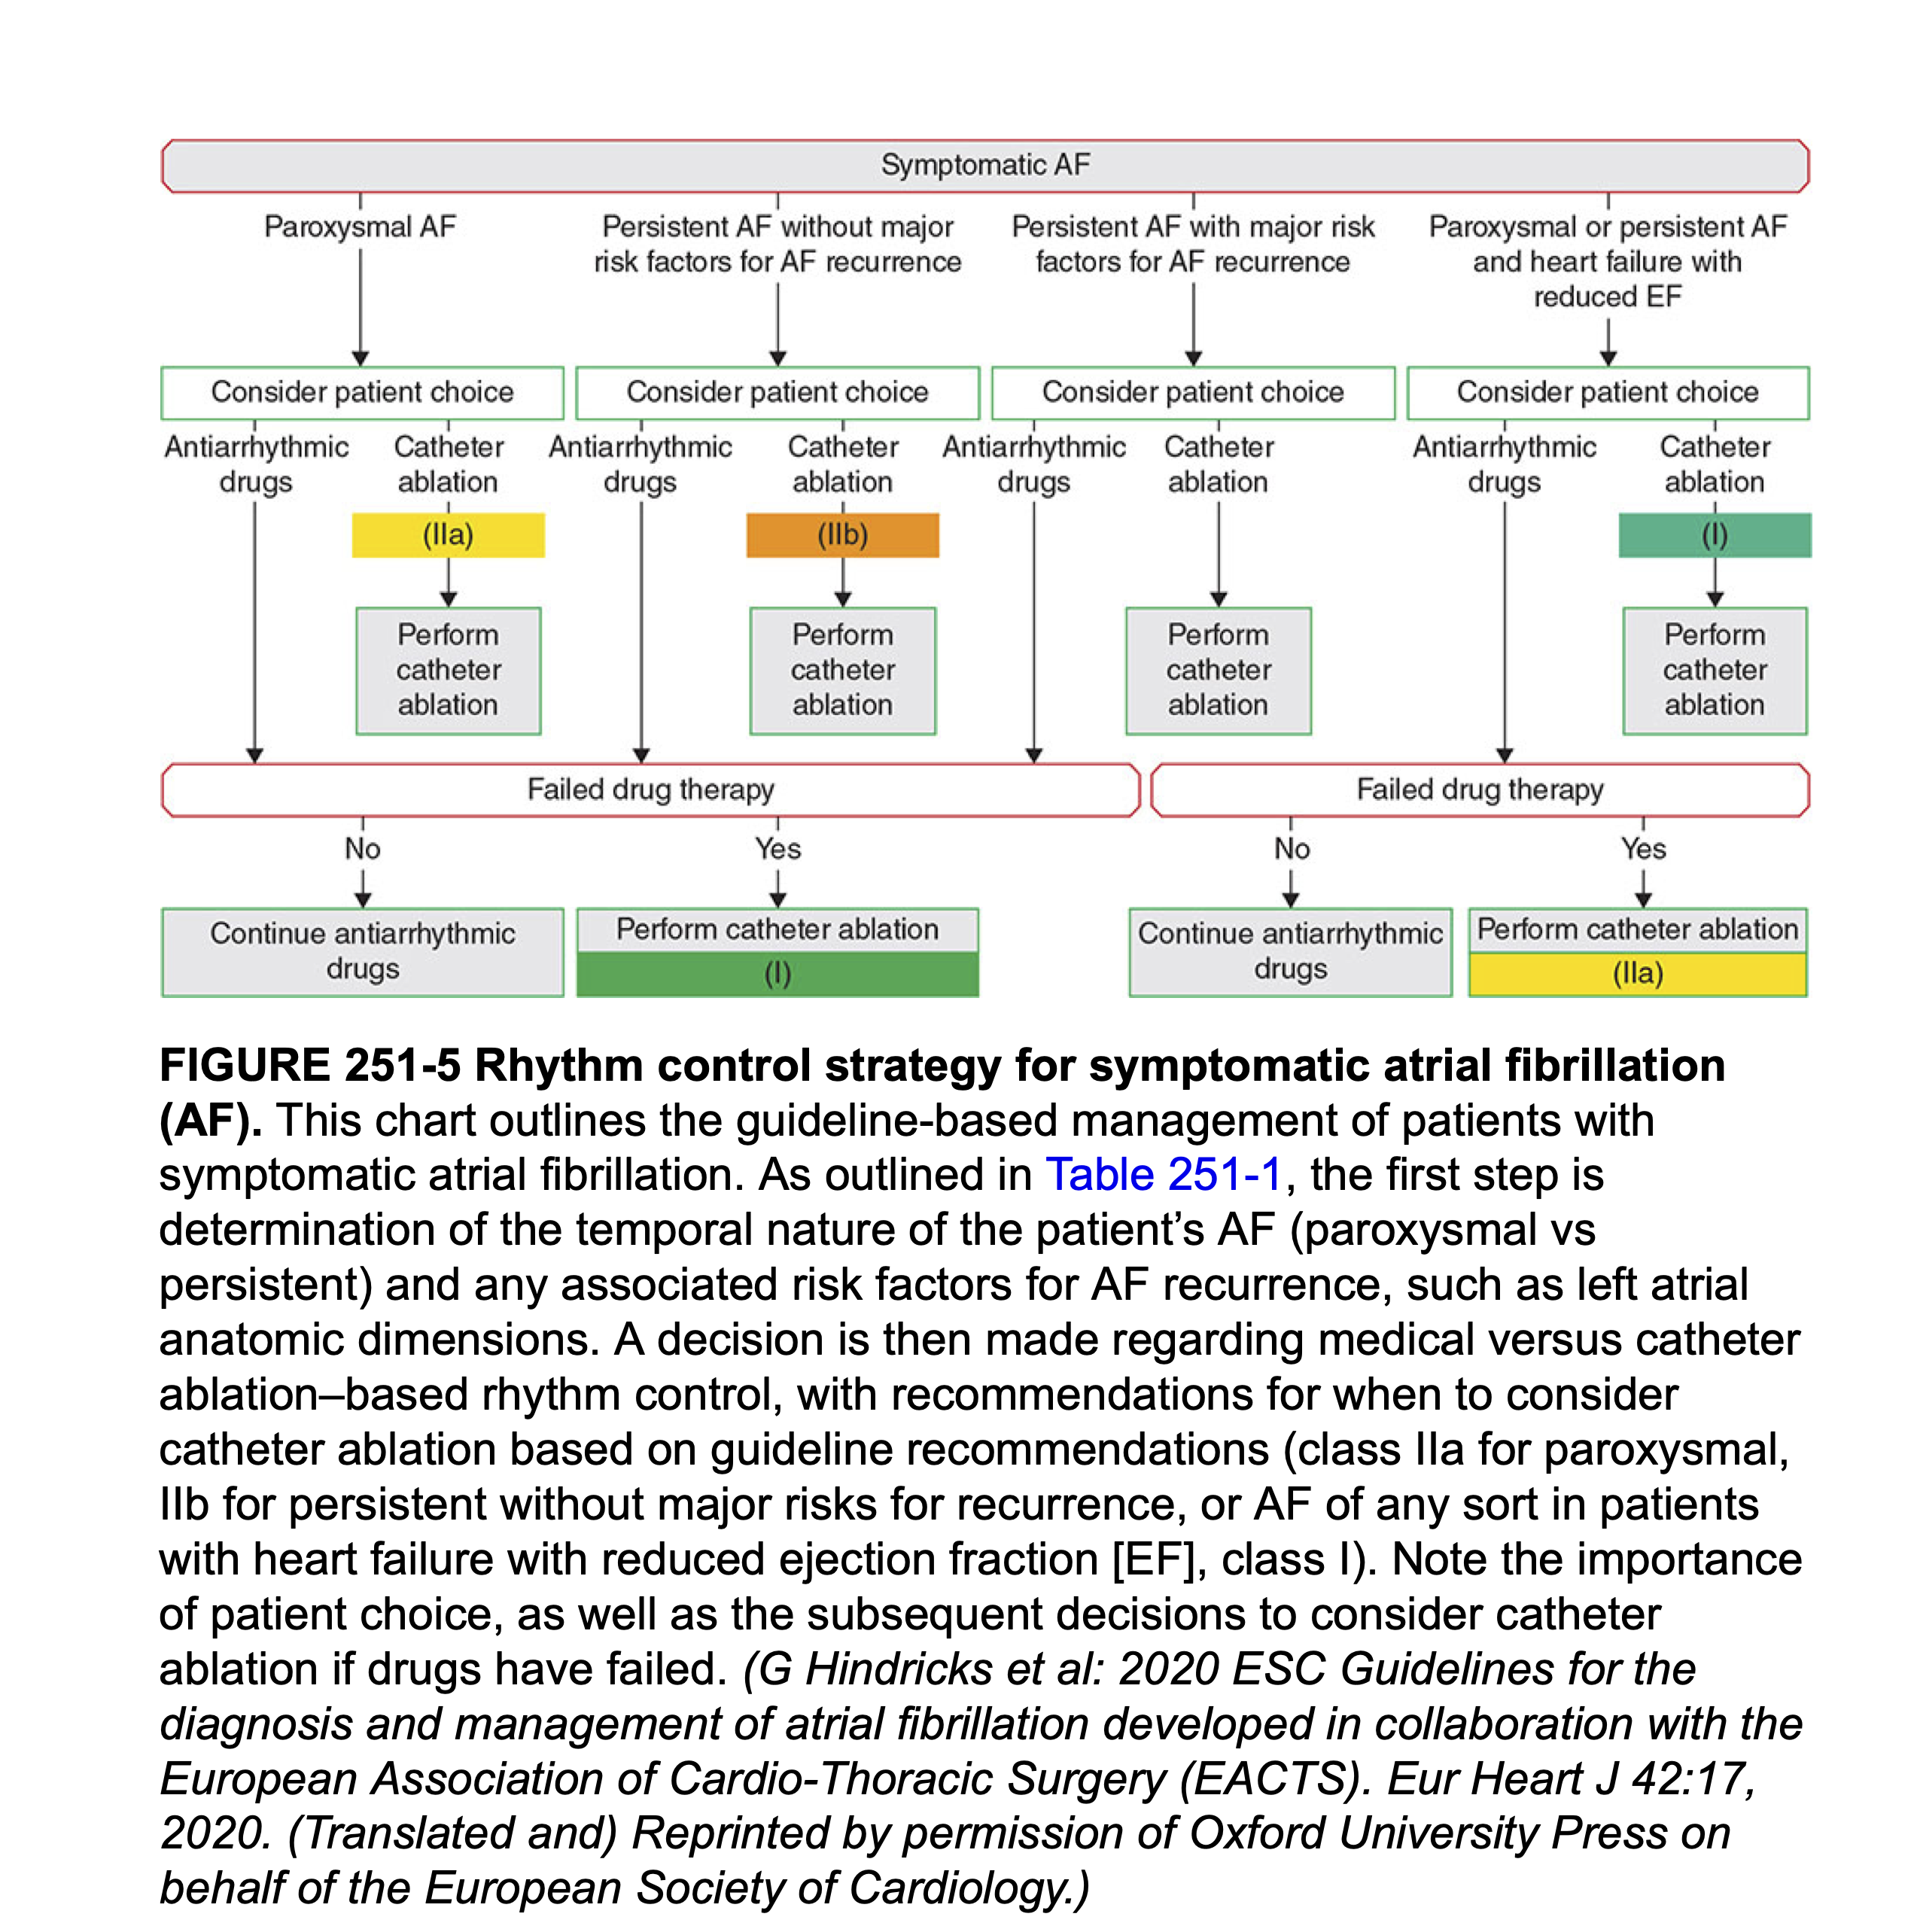 Symptomatic AF
Paroxysmal AF
Persistent AF without major
risk factors for AF recurrence
Persistent AF with major risk
factors for AF recurrence
Paroxysmal or persistent AF
and heart failure with
reduced EF
Consider patient choice
Consider patient choice
Consider patient choice
Consider patient choice
Antiarrhythmic
drugs
Catheter
ablation
Antiarrhythmic
drugs
Catheter
ablation
Antiarrhythmic
drugs
Catheter
ablation
Antiarrhythmic
drugs
Catheter
ablation
(IIa)
(IIb)
(I)
Perform
catheter
ablation
Perform
catheter
ablation
Perform
catheter
ablation
Perform
catheter
ablation
Failed drug therapy
Failed drug therapy
No
Yes
No
Yes
Continue antiarrhythmic
drugs
Perform catheter ablation
(I)
Continue antiarrhythmic
drugs
Perform catheter ablation
(IIa)
FIGURE 251-5 Rhythm control strategy for symptomatic atrial fibrillation
(AF). This chart outlines the guideline-based management of patients with
symptomatic atrial fibrillation. As outlined in Table 251-1, the first step is
determination of the temporal nature of the patient’s AF (paroxysmal vs
persistent) and any associated risk factors for AF recurrence, such as left atrial
anatomic dimensions. A decision is then made regarding medical versus catheter
ablation–based rhythm control, with recommendations for when to consider
catheter ablation based on guideline recommendations (class IIa for paroxysmal,
IIb for persistent without major risks for recurrence, or AF of any sort in patients
with heart failure with reduced ejection fraction [EF], class I). Note the importance
of patient choice, as well as the subsequent decisions to consider catheter
ablation if drugs have failed. (G Hindricks et al: 2020 ESC Guidelines for the
diagnosis and management of atrial fibrillation developed in collaboration with the
European Association of Cardio-Thoracic Surgery (EACTS). Eur Heart J 42:17,
2020. (Translated and) Reprinted by permission of Oxford University Press on
behalf of the European Society of Cardiology.)